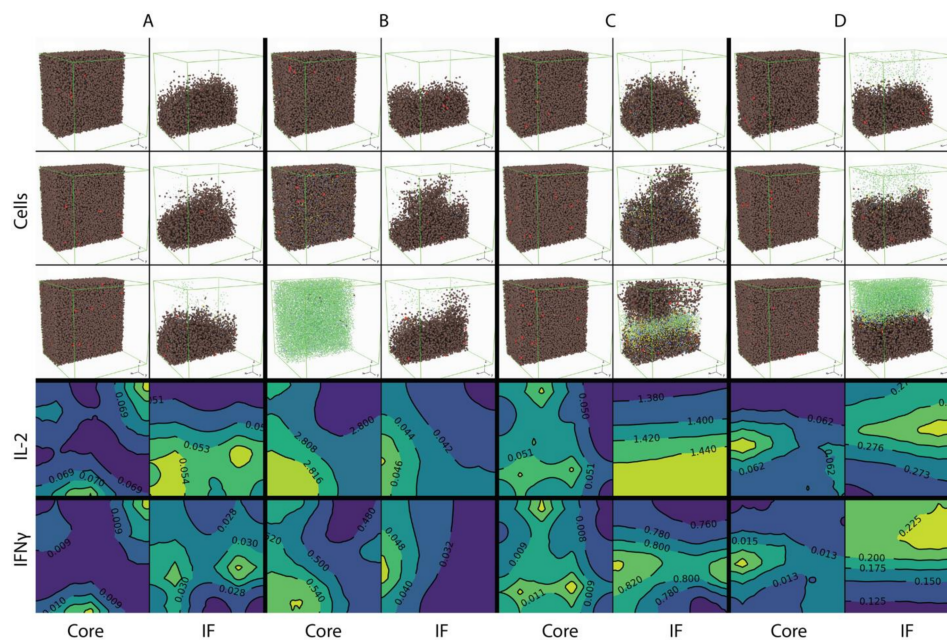 A B C D
Cells
IL-2
0.069 0.053 2.808 2.800 0.044 0.042 0.050 1.380 0.062
0.069 0.070 0.069 0.054 2.816 0.046 0.051 0.051 1.400 1.420 1.440 0.062 0.062 0.276 0.273
IFNγ
0.009 0.009 0.028 0.480 0.008 0.760 0.225
0.009 0.030 0.500 0.048 0.032 0.009 0.780 0.800 0.015 0.013 0.200 0.175
0.010 0.009 0.030 0.028 0.540 0.040 0.011 0.009 0.820 0.800 0.780 0.013 0.150 0.125
Core IF Core IF Core IF Core IF